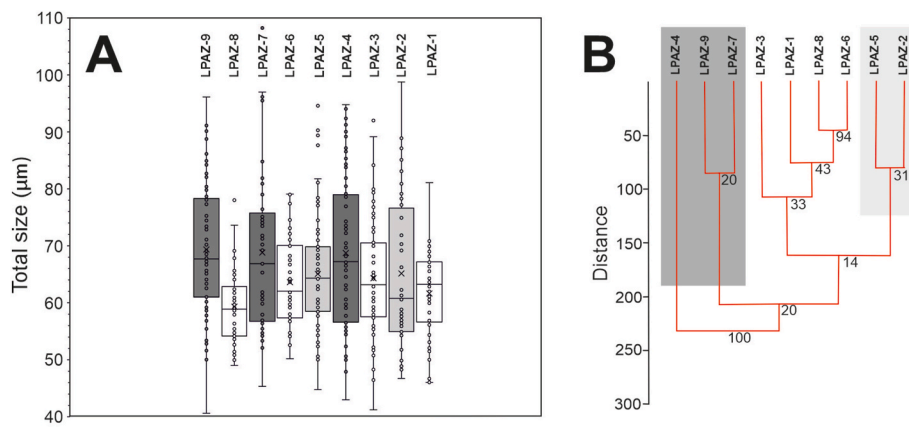 A
Total size (μm)
110
100
90
80
70
60
50
40
LPAZ-9
LPAZ-8
LPAZ-7
LPAZ-6
LPAZ-5
LPAZ-4
LPAZ-3
LPAZ-2
LPAZ-1
B
LPAZ-4
LPAZ-9
LPAZ-7
LPAZ-3
LPAZ-1
LPAZ-8
LPAZ-6
LPAZ-5
LPAZ-2
Distance
50
100
150
200
250
300
94
43
20
31
33
14
20
100